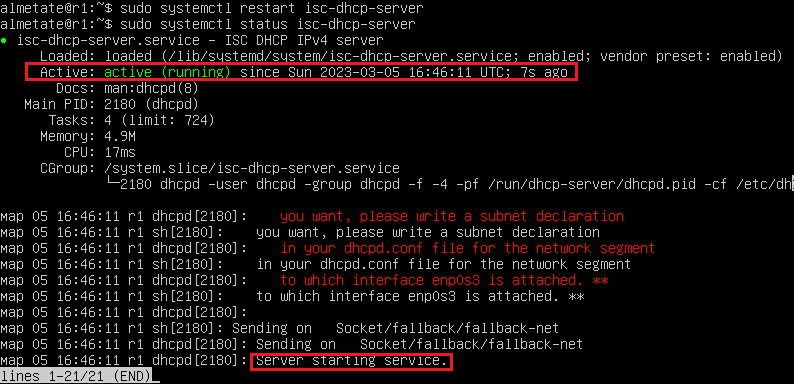 almetate@r1:~$ sudo systemctl restart isc-dhcp-server
almetate@r1:~$ sudo systemctl status isc-dhcp-server
● isc-dhcp-server.service - ISC DHCP IPv4 server
Loaded: loaded (/lib/systemd/system/isc-dhcp-server.service; enabled; vendor preset: enabled)
Active: active (running) since Sun 2023-03-05 16:46:11 UTC; 7s ago
Docs: man:dhcpd(8)
Main PID: 2180 (dhcpd)
Tasks: 4 (limit: 724)
Memory: 4.9M
CPU: 17ms
CGroup: /system.slice/isc-dhcp-server.service
└─2180 dhcpd -user dhcpd -group dhcpd -f -4 -pf /run/dhcp-server/dhcpd.pid -cf /etc/dh
мар 05 16:46:11 r1 dhcpd[2180]: you want, please write a subnet declaration
мар 05 16:46:11 r1 sh[2180]: you want, please write a subnet declaration
мар 05 16:46:11 r1 dhcpd[2180]: in your dhcpd.conf file for the network segment
мар 05 16:46:11 r1 sh[2180]: in your dhcpd.conf file for the network segment
мар 05 16:46:11 r1 dhcpd[2180]: to which interface enp0s3 is attached. **
мар 05 16:46:11 r1 sh[2180]: to which interface enp0s3 is attached. **
мар 05 16:46:11 r1 dhcpd[2180]:
мар 05 16:46:11 r1 sh[2180]: Sending on Socket/fallback/fallback-net
мар 05 16:46:11 r1 dhcpd[2180]: Sending on Socket/fallback/fallback-net
мар 05 16:46:11 r1 dhcpd[2180]: Server starting service.
lines 1-21/21 (END)